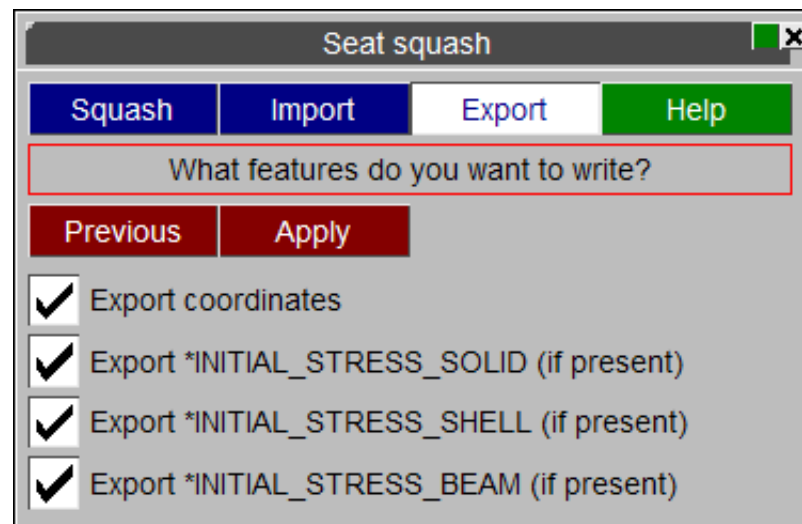 Seat squash
Squash Import Export Help
What features do you want to write?
Previous Apply
Export coordinates
Export *INITIAL_STRESS_SOLID (if present)
Export *INITIAL_STRESS_SHELL (if present)
Export *INITIAL_STRESS_BEAM (if present)